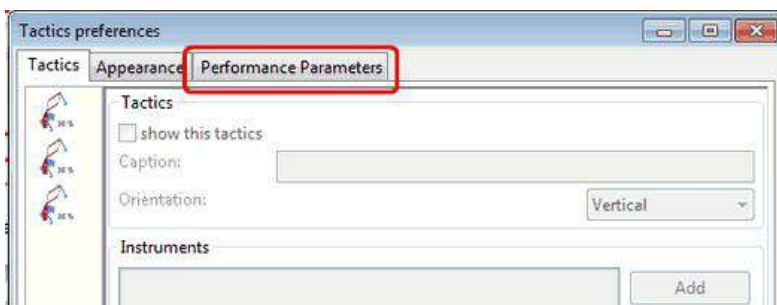 Tactics preferences
Tactics Appearance Performance Parameters
Tactics
show this tactics
Caption:
Orientation: Vertical
Instruments
Add